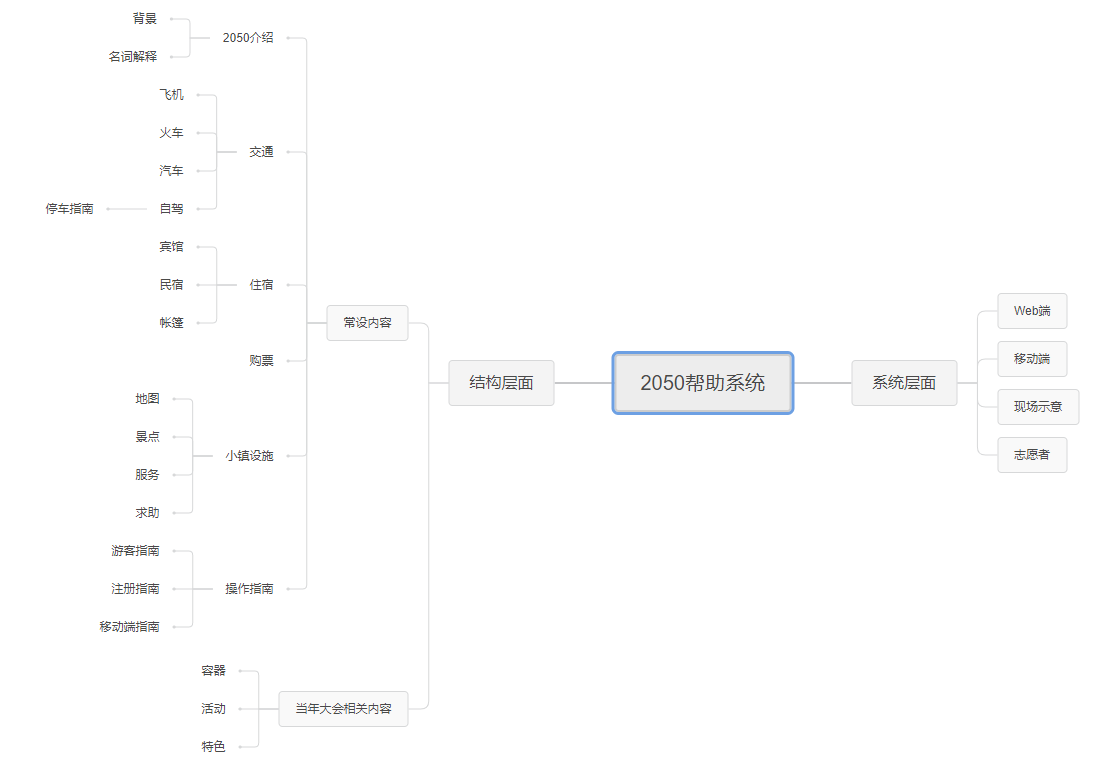 2050帮助系统
结构层面
常设内容
2050介绍
背景
名词解释
交通
飞机
火车
汽车
自驾
停车指南
住宿
宾馆
民宿
帐篷
购票
小镇设施
地图
景点
服务
求助
操作指南
游客指南
注册指南
移动端指南
当年大会相关内容
容器
活动
特色
系统层面
Web端
移动端
现场示意
志愿者